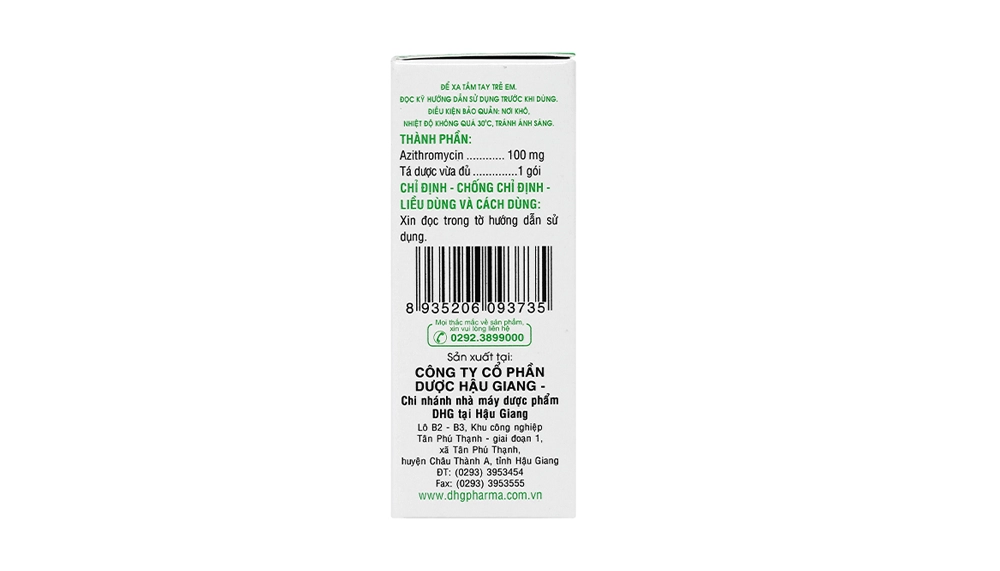 ĐỂ XA TẦM TAY TRẺ EM.
ĐỌC KỸ HƯỚNG DẪN SỬ DỤNG TRƯỚC KHI DÙNG.
ĐIỀU KIỆN BẢO QUẢN: NƠI KHÔ,
NHIỆT ĐỘ KHÔNG QUÁ 30°C, TRÁNH ÁNH SÁNG.
THÀNH PHẦN:
Azithromycin ............ 100 mg
Tá dược vừa đủ ..............1 gói
CHỈ ĐỊNH - CHỐNG CHỈ ĐỊNH -
LIỀU DÙNG VÀ CÁCH DÙNG:
Xin đọc trong tờ hướng dẫn sử
dụng.
8 935206 093735
Mọi thắc mắc về sản phẩm,
xin vui lòng liên hệ
0292.3899000
Sản xuất tại:
CÔNG TY CỔ PHẦN
DƯỢC HẬU GIANG -
Chi nhánh nhà máy dược phẩm
DHG tại Hậu Giang
Lô B2 - B3, Khu công nghiệp
Tân Phú Thạnh - giai đoạn 1,
xã Tân Phú Thạnh,
huyện Châu Thành A, tỉnh Hậu Giang
ĐT: (0293) 3953454
Fax: (0293) 3953555
www.dhgpharma.com.vn